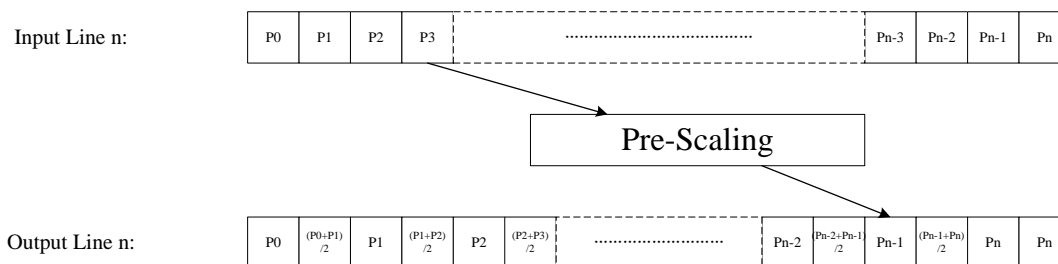 Input Line n: P0 P1 P2 P3 ...................................... Pn-3 Pn-2 Pn-1 Pn
Pre-Scaling
Output Line n: P0 (P0+P1)/2 P1 (P1+P2)/2 P2 (P2+P3)/2 ................................. Pn-2 (Pn-2+Pn-1)/2 Pn-1 (Pn-1+Pn)/2 Pn Pn